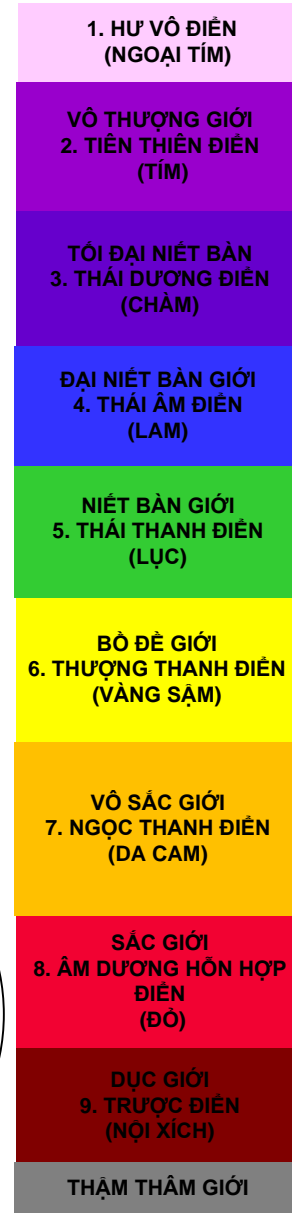 1. HƯ VÔ ĐIỂN
(NGOẠI TÍM)
VÔ THƯỢNG GIỚI
2. TIÊN THIÊN ĐIỂN
(TÍM)
TỐI ĐẠI NIẾT BÀN
3. THÁI DƯƠNG ĐIỂN
(CHÀM)
ĐẠI NIẾT BÀN GIỚI
4. THÁI ÂM ĐIỂN
(LAM)
NIẾT BÀN GIỚI
5. THÁI THANH ĐIỂN
(LỤC)
BỒ ĐỀ GIỚI
6. THƯỢNG THANH ĐIỂN
(VÀNG SẬM)
VÔ SẮC GIỚI
7. NGỌC THANH ĐIỂN
(DA CAM)
SẮC GIỚI
8. ÂM DƯƠNG HỖN HỢP
ĐIỂN
(ĐỎ)
DỤC GIỚI
9. TRƯỢC ĐIỂN
(NỘI XÍCH)
THẬM THÂM GIỚI